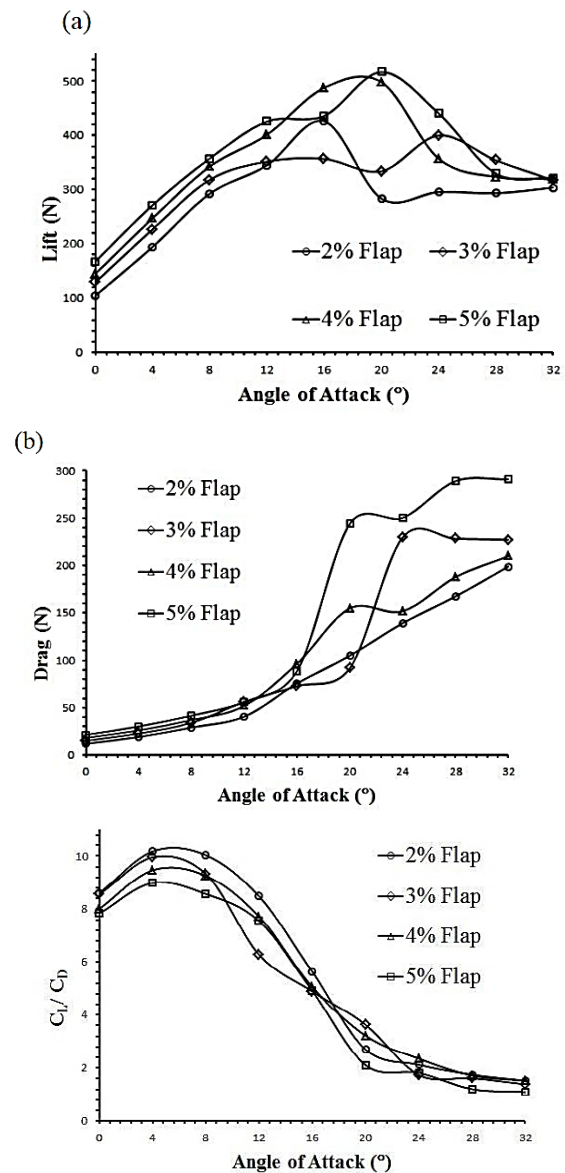 (a)
500
400
300
200
100
0
Lift (N)
2% Flap
3% Flap
4% Flap
5% Flap
0 4 8 12 16 20 24 28 32
Angle of Attack (°)
(b)
300
250
200
150
100
50
0
Drag (N)
2% Flap
3% Flap
4% Flap
5% Flap
0 4 8 12 16 20 24 28 32
Angle of Attack (°)
10
8
6
4
2
0
CL/ CD
2% Flap
3% Flap
4% Flap
5% Flap
0 4 8 12 16 20 24 28 32
Angle of Attack (°)